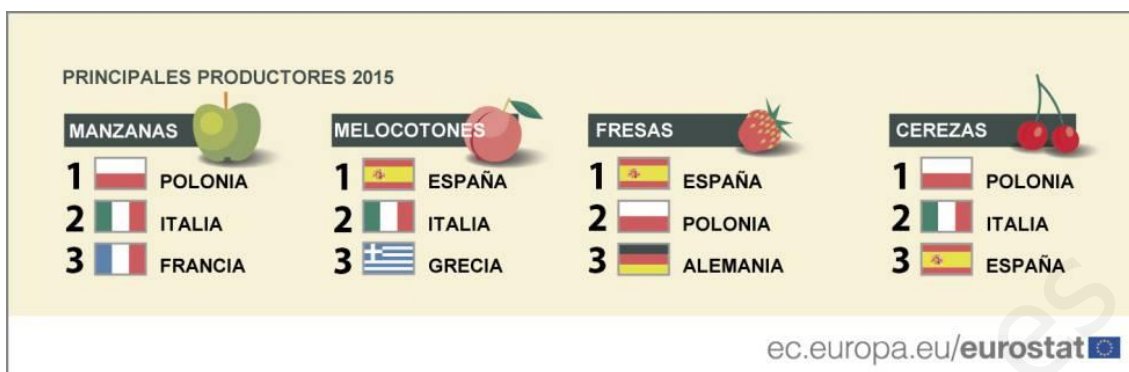 PRINCIPALES PRODUCTORES 2015
MANZANAS
1 POLONIA
2 ITALIA
3 FRANCIA
MELOCOTONES
1 ESPAÑA
2 ITALIA
3 GRECIA
FRESAS
1 ESPAÑA
2 POLONIA
3 ALEMANIA
CEREZAS
1 POLONIA
2 ITALIA
3 ESPAÑA
ec.europa.eu/eurostat